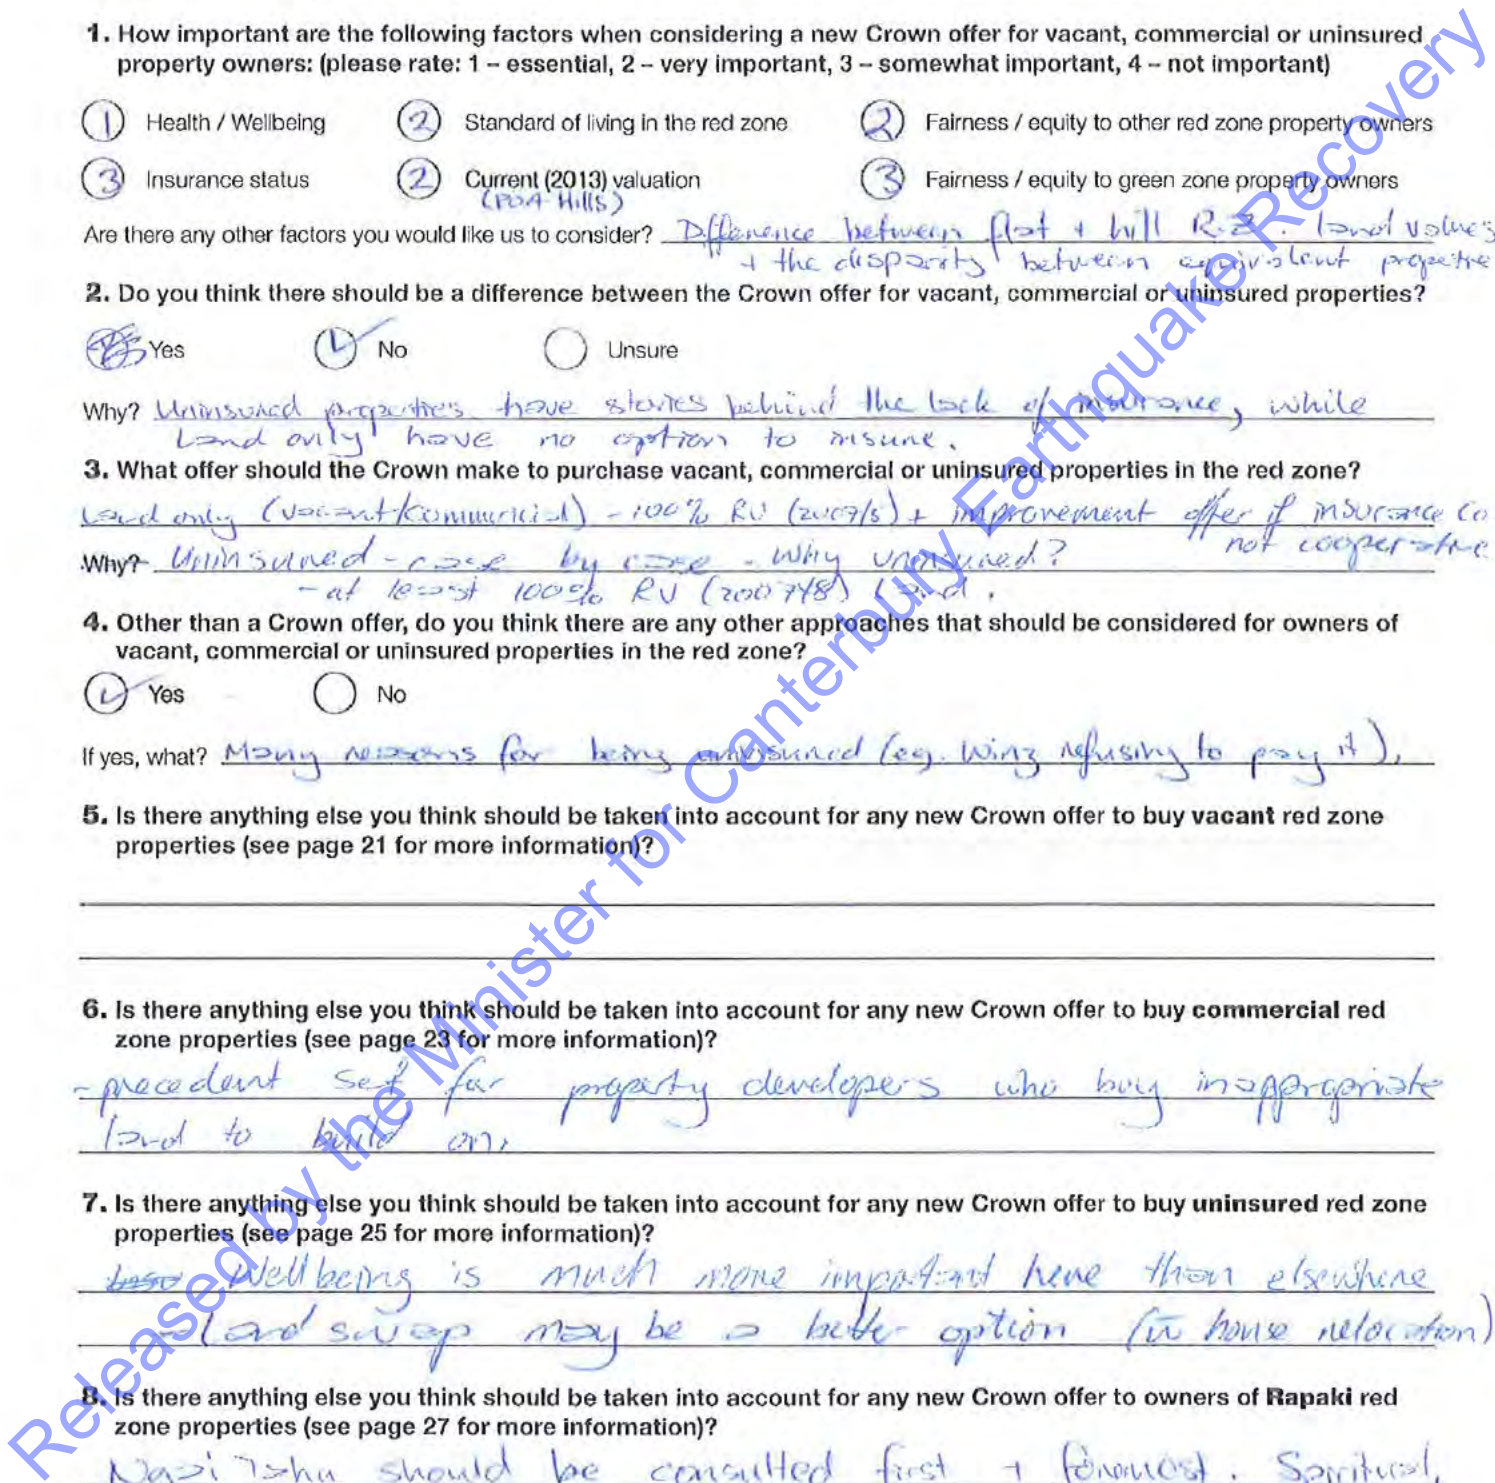 1. How important are the following factors when considering a new Crown offer for vacant, commercial or uninsured
property owners: (please rate: 1 – essential, 2 – very important, 3 – somewhat important, 4 – not important)
1 Health / Wellbeing 2 Standard of living in the red zone 2 Fairness / equity to other red zone property owners
3 Insurance status 2 Current (2013) valuation 3 Fairness / equity to green zone property owners
(POA Hills)
Are there any other factors you would like us to consider? Difference between flat + hill R.Z. land values
+ the disparity between equivalent propertie
2. Do you think there should be a difference between the Crown offer for vacant, commercial or uninsured properties?
Yes No Unsure
Why? Uninsured properties have stories behind the lack of insurance, while
Land only have no option to insure.
3. What offer should the Crown make to purchase vacant, commercial or uninsured properties in the red zone?
Land only (vacant/commericial) - 100% RV (2007/8) + improvement offer if insurance co
not cooperative
Why? Uninsured - case by case - Why uninsured?
- at least 100% RV (2007/8) Land.
4. Other than a Crown offer, do you think there are any other approaches that should be considered for owners of
vacant, commercial or uninsured properties in the red zone?
Yes No
If yes, what? Many reasons for being uninsured (eg. Winz refusing to pay it).
5. Is there anything else you think should be taken into account for any new Crown offer to buy vacant red zone
properties (see page 21 for more information)?
6. Is there anything else you think should be taken into account for any new Crown offer to buy commercial red
zone properties (see page 23 for more information)?
- precedent set for property developers who buy inappropriate
land to build on.
7. Is there anything else you think should be taken into account for any new Crown offer to buy uninsured red zone
properties (see page 25 for more information)?
Wellbeing is much more important here than elsewhere
- Land swap may be a better option (ie house relocation)
8. Is there anything else you think should be taken into account for any new Crown offer to owners of Rapaki red
zone properties (see page 27 for more information)?
Ngai Tahu should be consulted first + foremost. Spiritual,
Released by the Minister for Canterbury Earthquake Recovery